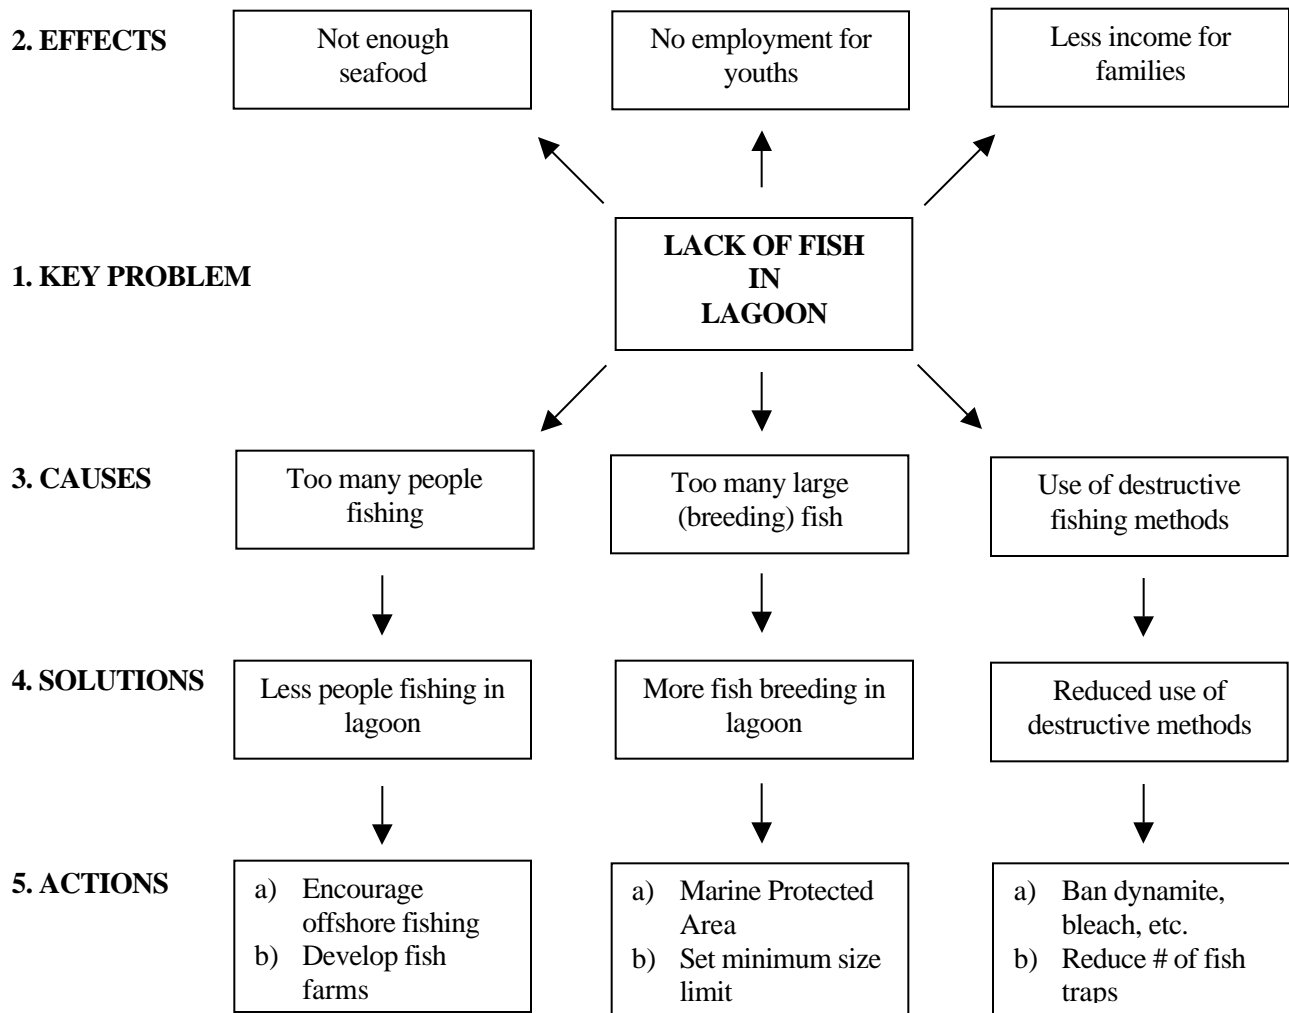 2. EFFECTS
Not enough
seafood
No employment for
youths
Less income for
families
1. KEY PROBLEM
LACK OF FISH
IN
LAGOON
3. CAUSES
Too many people
fishing
Too many large
(breeding) fish
Use of destructive
fishing methods
4. SOLUTIONS
Less people fishing in
lagoon
More fish breeding in
lagoon
Reduced use of
destructive methods
5. ACTIONS
a) Encourage
offshore fishing
b) Develop fish
farms
a) Marine Protected
Area
b) Set minimum size
limit
a) Ban dynamite,
bleach, etc.
b) Reduce # of fish
traps